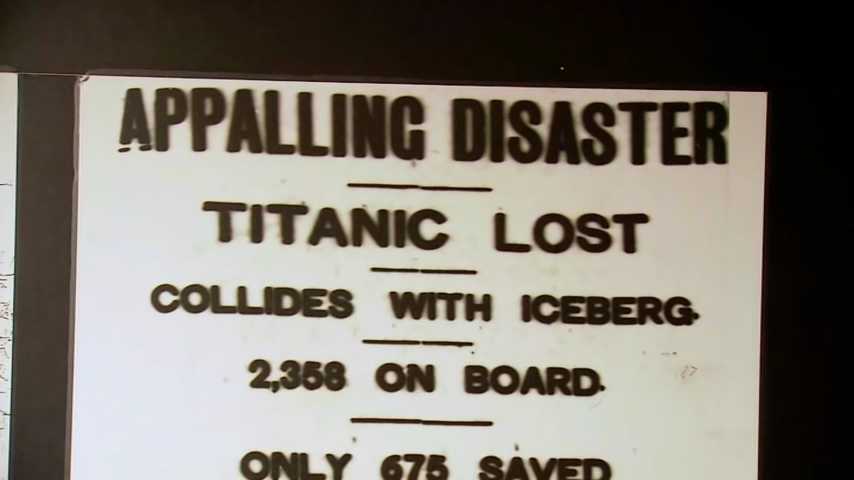 APPALLING DISASTER
TITANIC LOST
COLLIDES WITH ICEBERG.
2,358 ON BOARD.
ONLY 675 SAVED